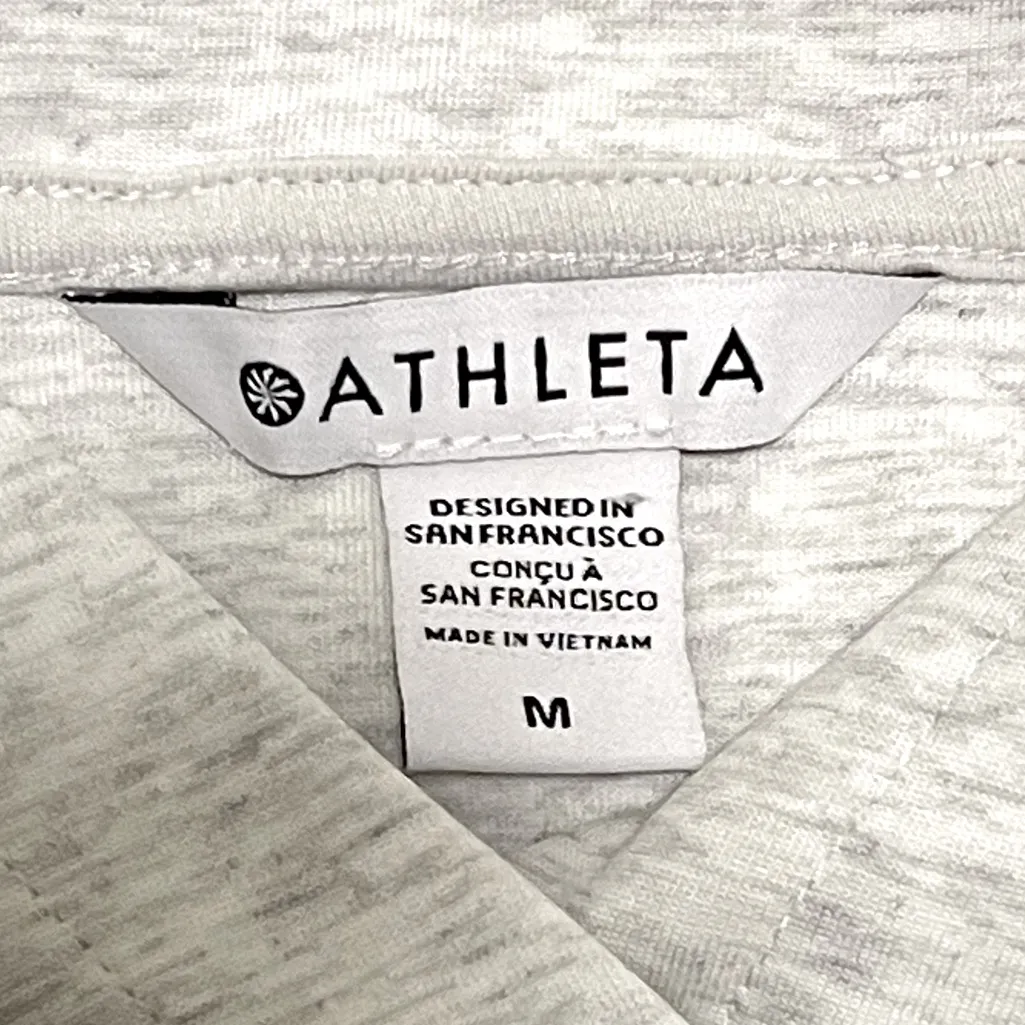 ATHLETA
DESIGNED IN
SAN FRANCISCO
CONÇU À
SAN FRANCISCO
MADE IN VIETNAM
M